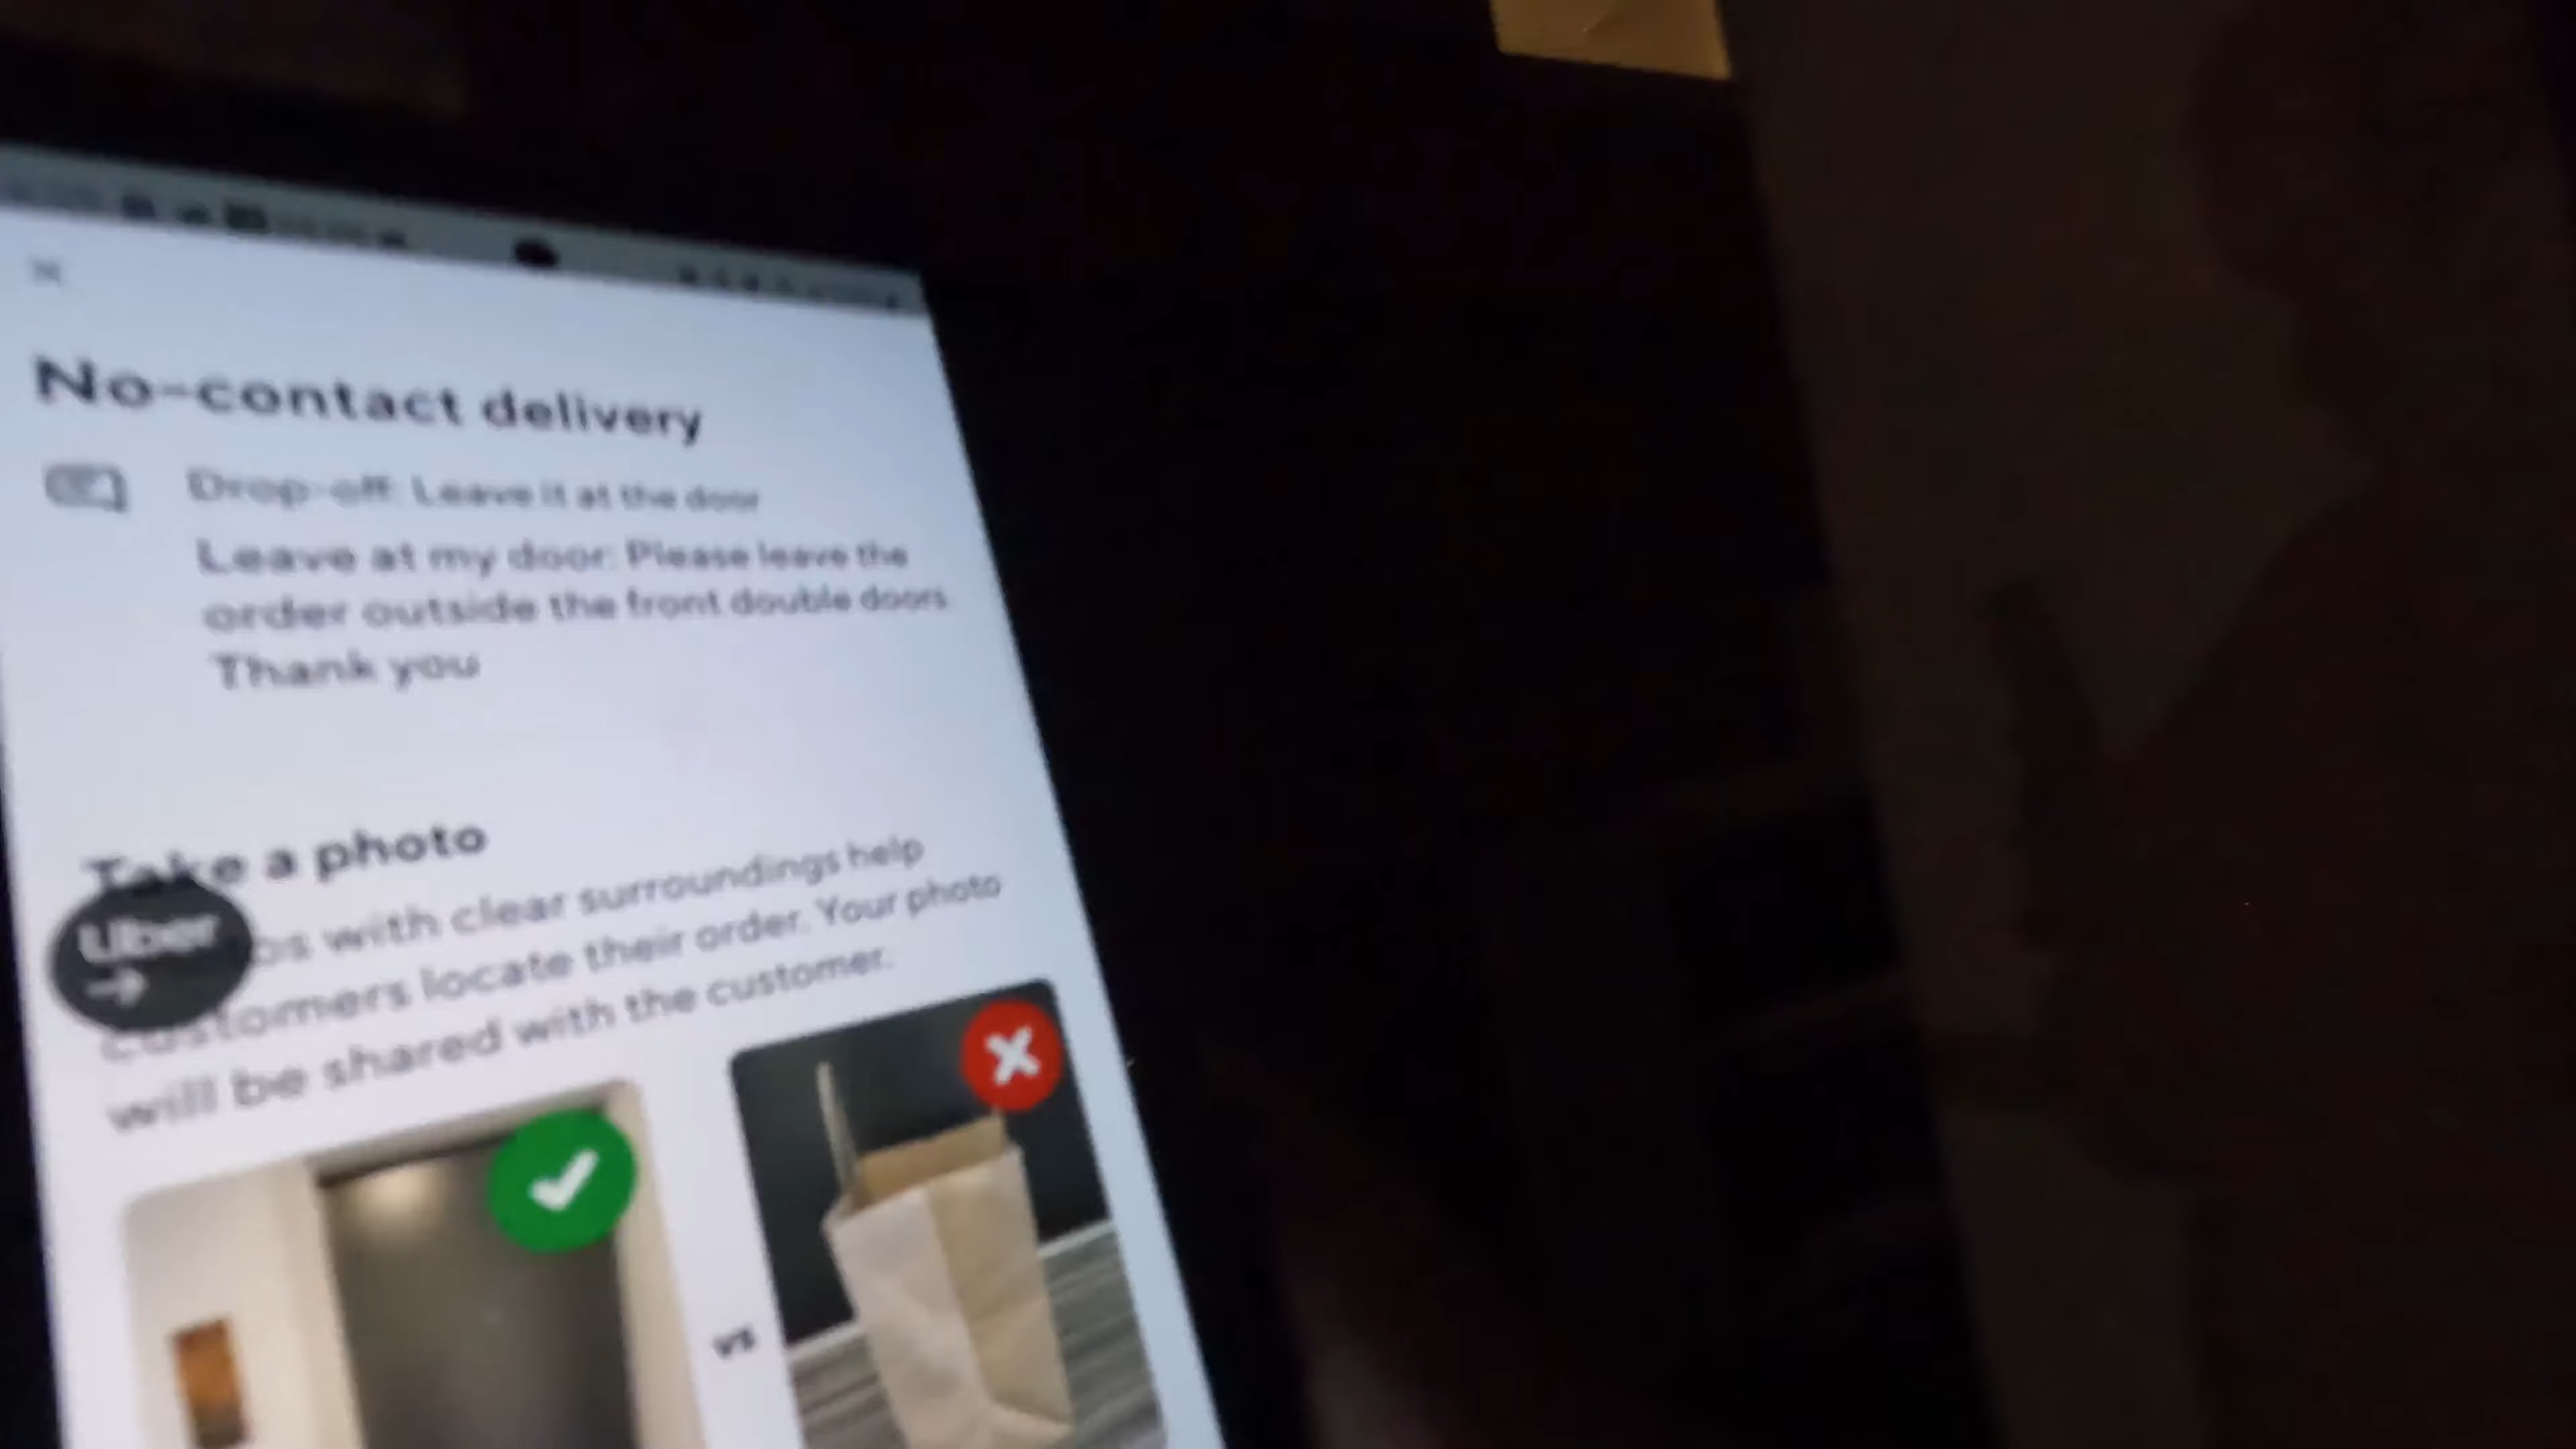 No-contact delivery
Drop-off: Leave it at the door
Leave at my door: Please leave the
order outside the front double doors.
Thank you
Take a photo
with clear surroundings help
customers locate their order. Your photo
will be shared with the customer.
Uber
vs